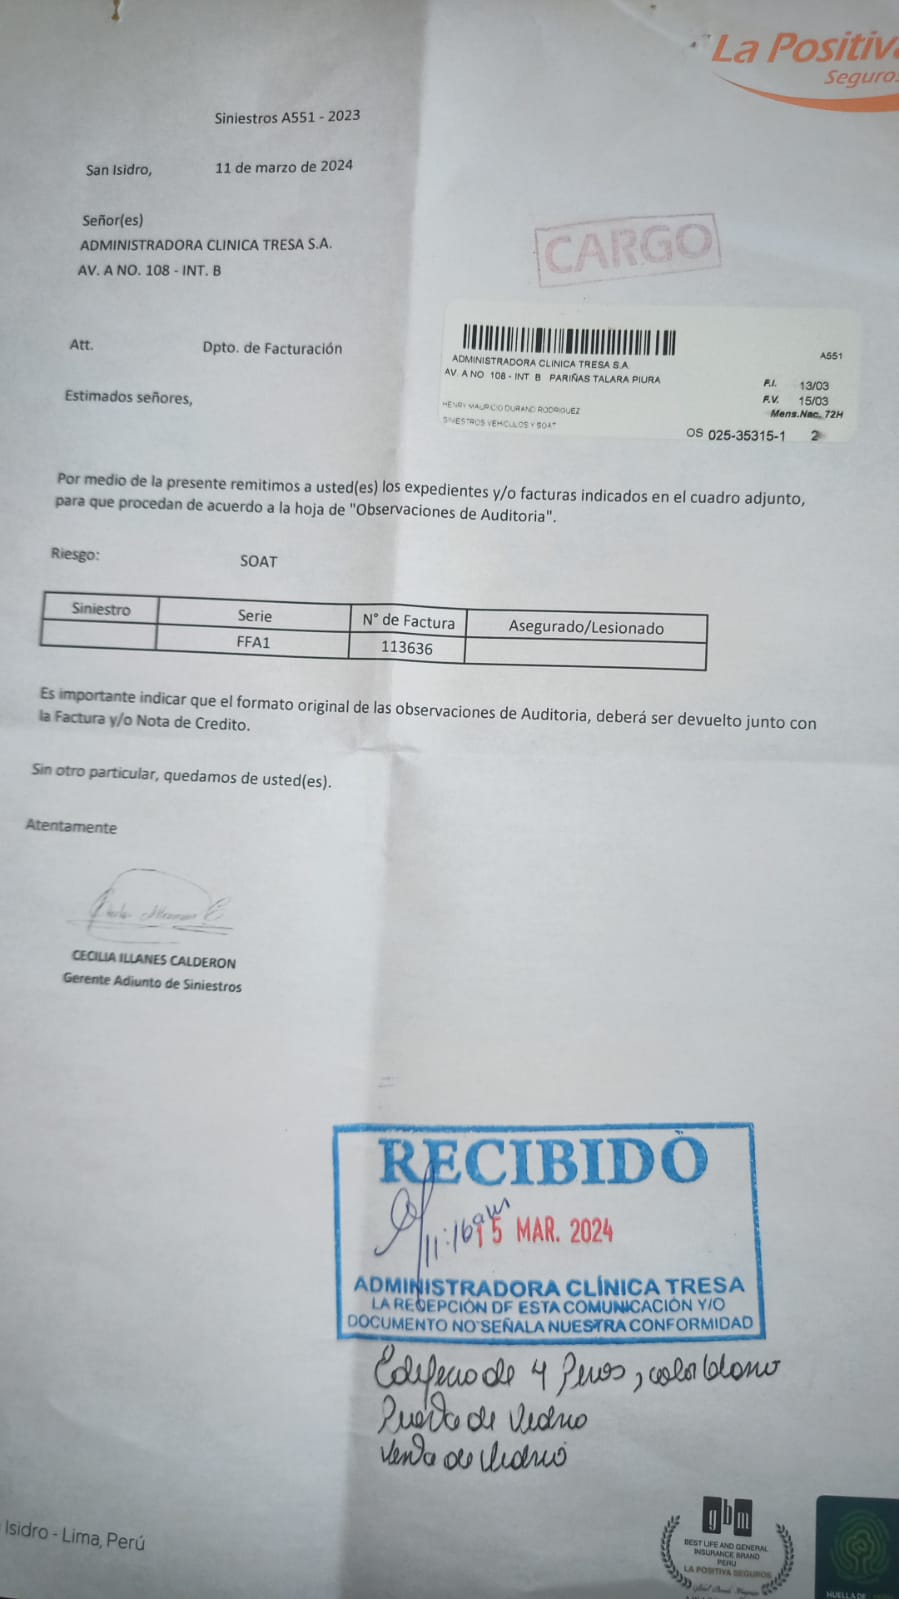 La Positiva
Seguros
Siniestros A551 - 2023
San Isidro, 11 de marzo de 2024
Señor(es)
ADMINISTRADORA CLINICA TRESA S.A.
AV. A NO. 108 - INT. B
CARGO
Att. Dpto. de Facturación
Estimados señores,
ADMINISTRADORA CLINICA TRESA S.A.
AV. A NO 108 - INT B PARIÑAS TALARA PIURA
HENRY MAURICIO DURAND RODRIGUEZ
SINIESTROS VEHICULOS Y SOAT
A551
F.I. 13/03
F.V. 15/03
Mens.Nac. 72H
OS 025-35315-1 2
Por medio de la presente remitimos a usted(es) los expedientes y/o facturas indicados en el cuadro adjunto,
para que procedan de acuerdo a la hoja de "Observaciones de Auditoria".
Riesgo: SOAT
Siniestro Serie N° de Factura Asegurado/Lesionado
FFA1 113636
Es importante indicar que el formato original de las observaciones de Auditoria, deberá ser devuelto junto con
la Factura y/o Nota de Credito.
Sin otro particular, quedamos de usted(es).
Atentamente
CECILIA ILLANES CALDERON
Gerente Adjunto de Siniestros
RECIBIDO
11:16am
15 MAR. 2024
ADMINISTRADORA CLÍNICA TRESA
LA RECEPCIÓN DE ESTA COMUNICACIÓN Y/O
DOCUMENTO NO SEÑALA NUESTRA CONFORMIDAD
de 4 Pisos, color
Puerta de Vidrio
de Vidrio
Isidro - Lima, Perú
gbm
BEST LIFE AND GENERAL
INSURANCE BRAND
PERU
LA POSITIVA SEGUROS
HUELLA DE